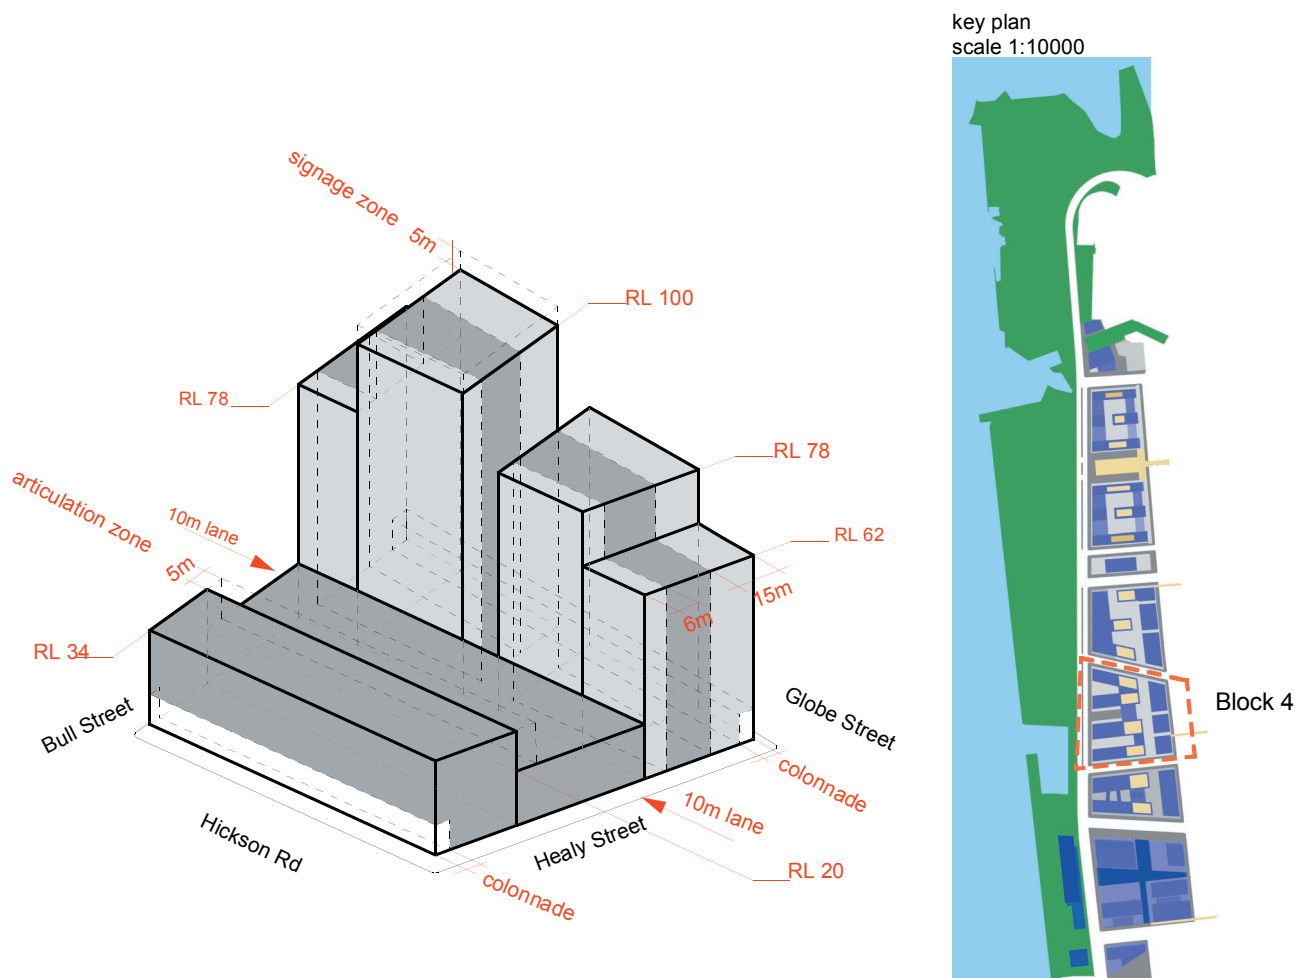 key plan
scale 1:10000
signage zone
5m
RL 100
RL 78
RL 78
articulation zone
10m lane
RL 62
5m
15m
6m
RL 34
Bull Street
Globe Street
colonnade
10m lane
Hickson Rd
Healy Street
RL 20
colonnade
Block 4